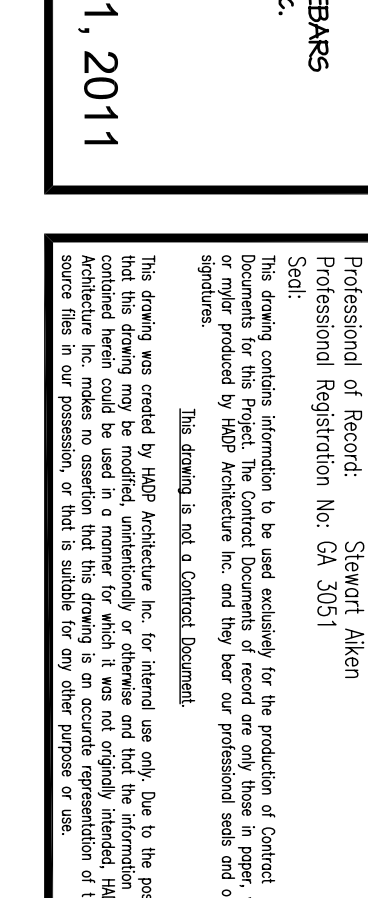 EBARS
c.
1, 2011
Professional of Record: Stewart Aiken
Professional Registration No: GA 3051
Seal:
This drawing contains information to be used exclusively for the production of Contract
Documents for this Project. The Contract Documents of record are only those in paper,
or mylar produced by HADP Architecture Inc. and they bear our professional seals and o
signatures.
This drawing is not a Contract Document.
This drawing was created by HADP Architecture Inc. for internal use only. Due to the pos
that this drawing may be modified, unintentionally or otherwise and that the information
contained herein could be used in a manner for which it was not originally intended, HA
Architecture Inc. makes no assertion that this drawing is an accurate representation of t
source files in our possession, or that is suitable for any other purpose or use.